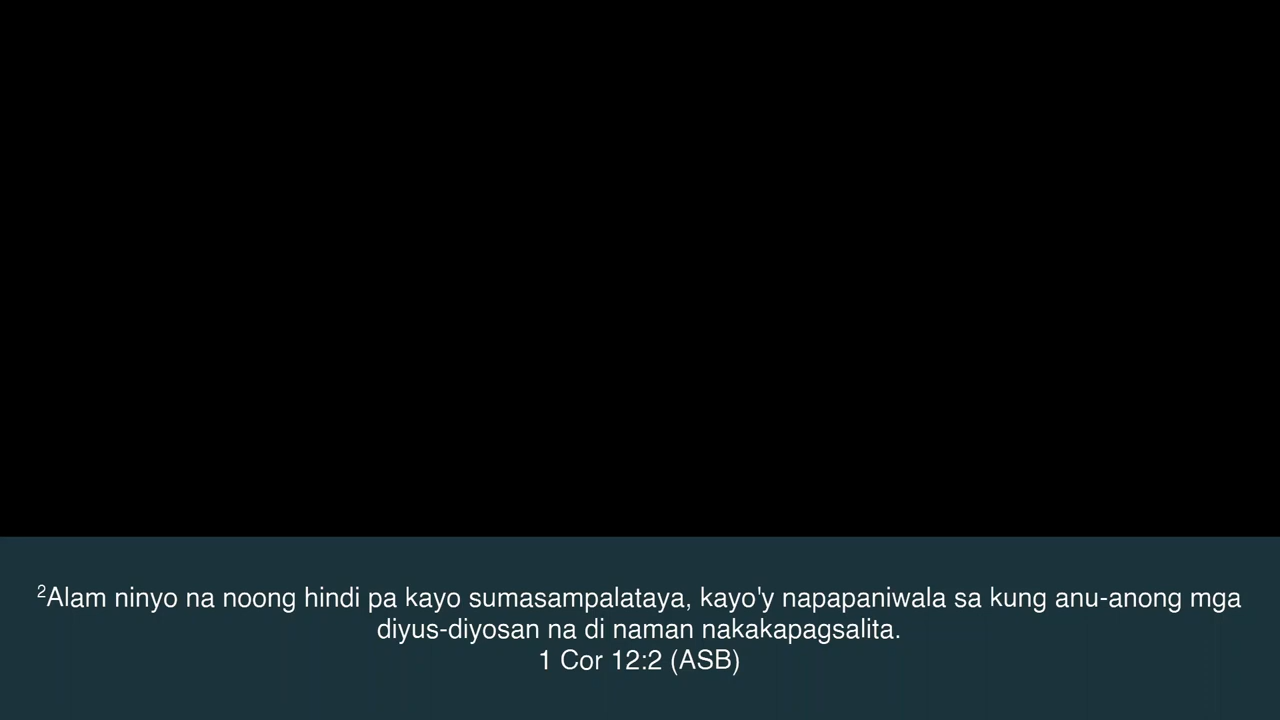 ²Alam ninyo na noong hindi pa kayo sumasampalataya, kayo'y napapaniwala sa kung anu-anong mga
diyus-diyosan na di naman nakakapagsalita.
1 Cor 12:2 (ASB)